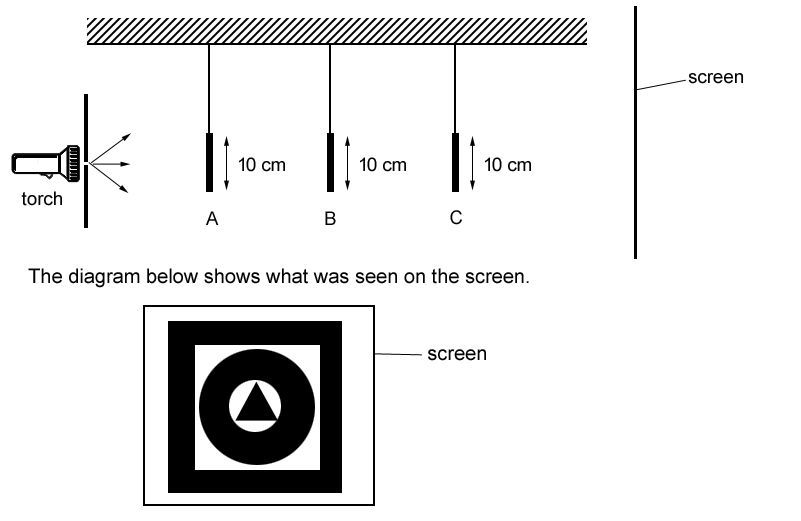 screen
10 cm 10 cm 10 cm
torch
A B C
The diagram below shows what was seen on the screen.
screen